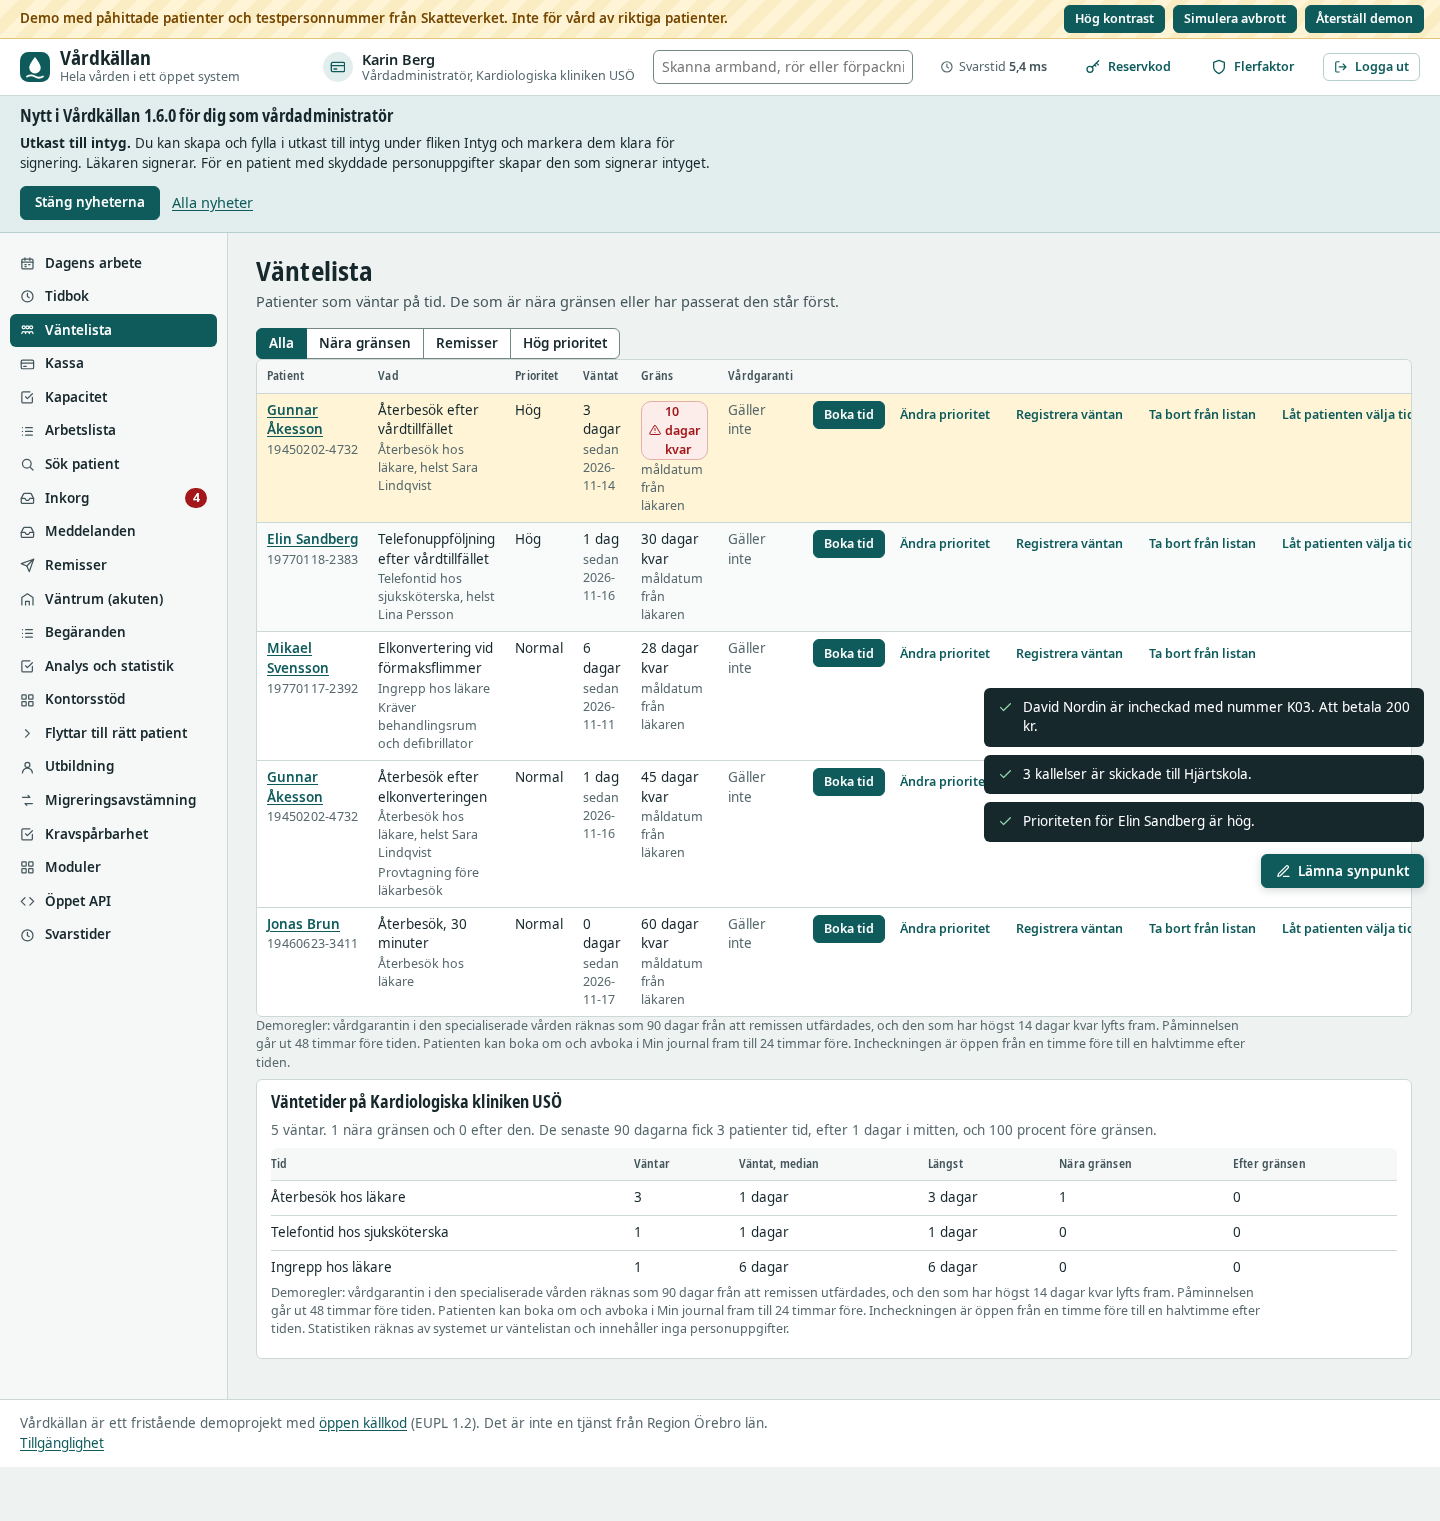 Demo med påhittade patienter och testpersonnummer från Skatteverket. Inte för vård av riktiga patienter.
Hög kontrast
Simulera avbrott
Återställ demon
Vårdkällan
Hela vården i ett öppet system
Karin Berg
Vårdadministratör, Kardiologiska kliniken USÖ
Skanna armband, rör eller förpackni
Svarstid 5,4 ms
Reservkod
Flerfaktor
Logga ut
Nytt i Vårdkällan 1.6.0 för dig som vårdadministratör
Utkast till intyg. Du kan skapa och fylla i utkast till intyg under fliken Intyg och markera dem klara för
signering. Läkaren signerar. För en patient med skyddade personuppgifter skapar den som signerar intyget.
Stäng nyheterna
Alla nyheter
Dagens arbete
Tidbok
Väntelista
Kassa
Kapacitet
Arbetslista
Sök patient
Inkorg 4
Meddelanden
Remisser
Väntrum (akuten)
Begäranden
Analys och statistik
Kontorsstöd
Flyttar till rätt patient
Utbildning
Migreringsavstämning
Kravspårbarhet
Moduler
Öppet API
Svarstider
Väntelista
Patienter som väntar på tid. De som är nära gränsen eller har passerat den står först.
Alla
Nära gränsen
Remisser
Hög prioritet
Patient Vad Prioritet Väntat Gräns Vårdgaranti
Gunnar
Åkesson
19450202-4732
Återbesök efter
vårdtillfället
Återbesök hos
läkare, helst Sara
Lindqvist
Hög
3
dagar
sedan
2026-
11-14
10
dagar
kvar
måldatum
från
läkaren
Gäller
inte
Boka tid
Ändra prioritet
Registrera väntan
Ta bort från listan
Låt patienten välja tid
Elin Sandberg
19770118-2383
Telefonuppföljning
efter vårdtillfället
Telefontid hos
sjuksköterska, helst
Lina Persson
Hög
1 dag
sedan
2026-
11-16
30 dagar
kvar
måldatum
från
läkaren
Gäller
inte
Boka tid
Ändra prioritet
Registrera väntan
Ta bort från listan
Låt patienten välja tid
Mikael
Svensson
19770117-2392
Elkonvertering vid
förmaksflimmer
Ingrepp hos läkare
Kräver
behandlingsrum
och defibrillator
Normal
6
dagar
sedan
2026-
11-11
28 dagar
kvar
måldatum
från
läkaren
Gäller
inte
Boka tid
Ändra prioritet
Registrera väntan
Ta bort från listan
Gunnar
Åkesson
19450202-4732
Återbesök efter
elkonverteringen
Återbesök hos
läkare, helst Sara
Lindqvist
Provtagning före
läkarbesök
Normal
1 dag
sedan
2026-
11-16
45 dagar
kvar
måldatum
från
läkaren
Gäller
inte
Boka tid
Ändra prioritet
David Nordin är incheckad med nummer K03. Att betala 200
kr.
3 kallelser är skickade till Hjärtskola.
Prioriteten för Elin Sandberg är hög.
Lämna synpunkt
Jonas Brun
19460623-3411
Återbesök, 30
minuter
Återbesök hos
läkare
Normal
0
dagar
sedan
2026-
11-17
60 dagar
kvar
måldatum
från
läkaren
Gäller
inte
Boka tid
Ändra prioritet
Registrera väntan
Ta bort från listan
Låt patienten välja tid
Demoregler: vårdgarantin i den specialiserade vården räknas som 90 dagar från att remissen utfärdades, och den som har högst 14 dagar kvar lyfts fram. Påminnelsen
går ut 48 timmar före tiden. Patienten kan boka om och avboka i Min journal fram till 24 timmar före. Incheckningen är öppen från en timme före till en halvtimme efter
tiden.
Väntetider på Kardiologiska kliniken USÖ
5 väntar. 1 nära gränsen och 0 efter den. De senaste 90 dagarna fick 3 patienter tid, efter 1 dagar i mitten, och 100 procent före gränsen.
Tid Väntar Väntat, median Längst Nära gränsen Efter gränsen
Återbesök hos läkare 3 1 dagar 3 dagar 1 0
Telefontid hos sjuksköterska 1 1 dagar 1 dagar 0 0
Ingrepp hos läkare 1 6 dagar 6 dagar 0 0
Demoregler: vårdgarantin i den specialiserade vården räknas som 90 dagar från att remissen utfärdades, och den som har högst 14 dagar kvar lyfts fram. Påminnelsen
går ut 48 timmar före tiden. Patienten kan boka om och avboka i Min journal fram till 24 timmar före. Incheckningen är öppen från en timme före till en halvtimme efter
tiden. Statistiken räknas av systemet ur väntelistan och innehåller inga personuppgifter.
Vårdkällan är ett fristående demoprojekt med öppen källkod (EUPL 1.2). Det är inte en tjänst från Region Örebro län.
Tillgänglighet